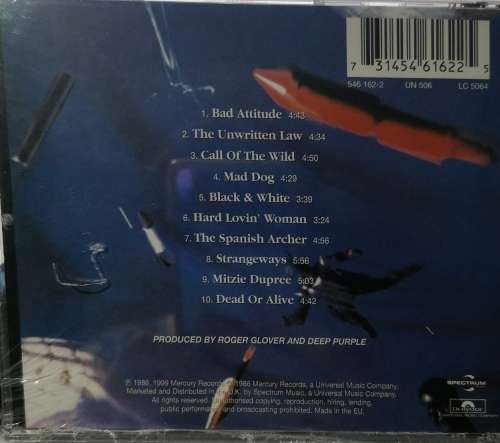 7 31454 61622 5
546 162-2 UN 506 LC 5064
1. Bad Attitude 4:43
2. The Unwritten Law 4:34
3. Call Of The Wild 4:50
4. Mad Dog 4:29
5. Black & White 3:39
6. Hard Lovin' Woman 3:24
7. The Spanish Archer 4:56
8. Strangeways 5:56
9. Mitzie Dupree 5:03
10. Dead Or Alive 4:42
PRODUCED BY ROGER GLOVER AND DEEP PURPLE
℗ 1986, 1999 Mercury Records © 1986 Mercury Records, a Universal Music Company.
Marketed and Distributed in the U.K. by Spectrum Music, a Universal Music Company.
All rights reserved. Unauthorised copying, reproduction, hiring, lending,
public performance and broadcasting prohibited. Made in the EU.
SPECTRUM
Polydor